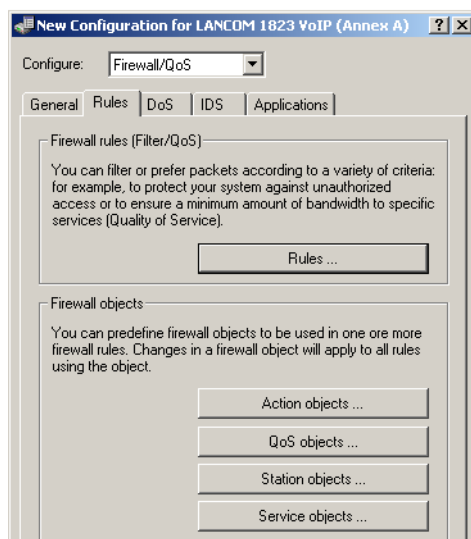 New Configuration for LANCOM 1823 VoIP (Annex A)
Configure: Firewall/QoS
General Rules DoS IDS Applications
Firewall rules (Filter/QoS)
You can filter or prefer packets according to a variety of criteria:
for example, to protect your system against unauthorized
access or to ensure a minimum amount of bandwidth to specific
services (Quality of Service).
Rules ...
Firewall objects
You can predefine firewall objects to be used in one ore more
firewall rules. Changes in a firewall object will apply to all rules
using the object.
Action objects ...
QoS objects ...
Station objects ...
Service objects ...